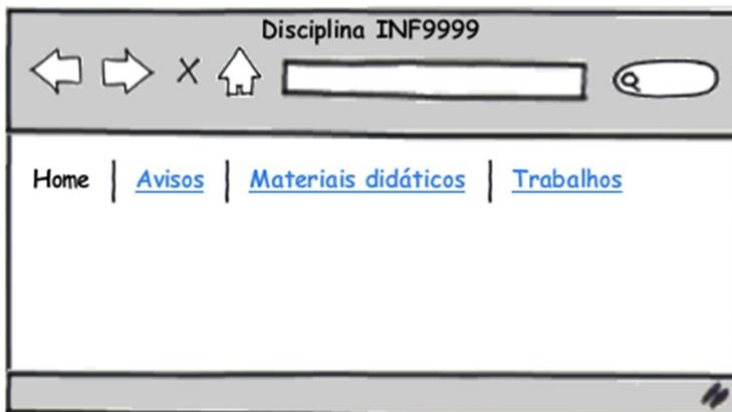 Disciplina INF9999
Home | Avisos | Materiais didáticos | Trabalhos